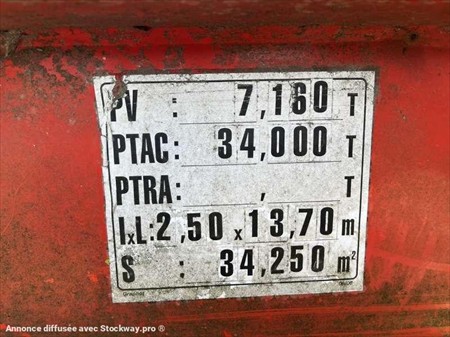 PV : 7,160 T
PTAC: 34,000 T
PTRA: , T
lxL: 2,50 x 13,70 m
S : 34,250 m²
Annonce diffusée avec Stockway.pro ®